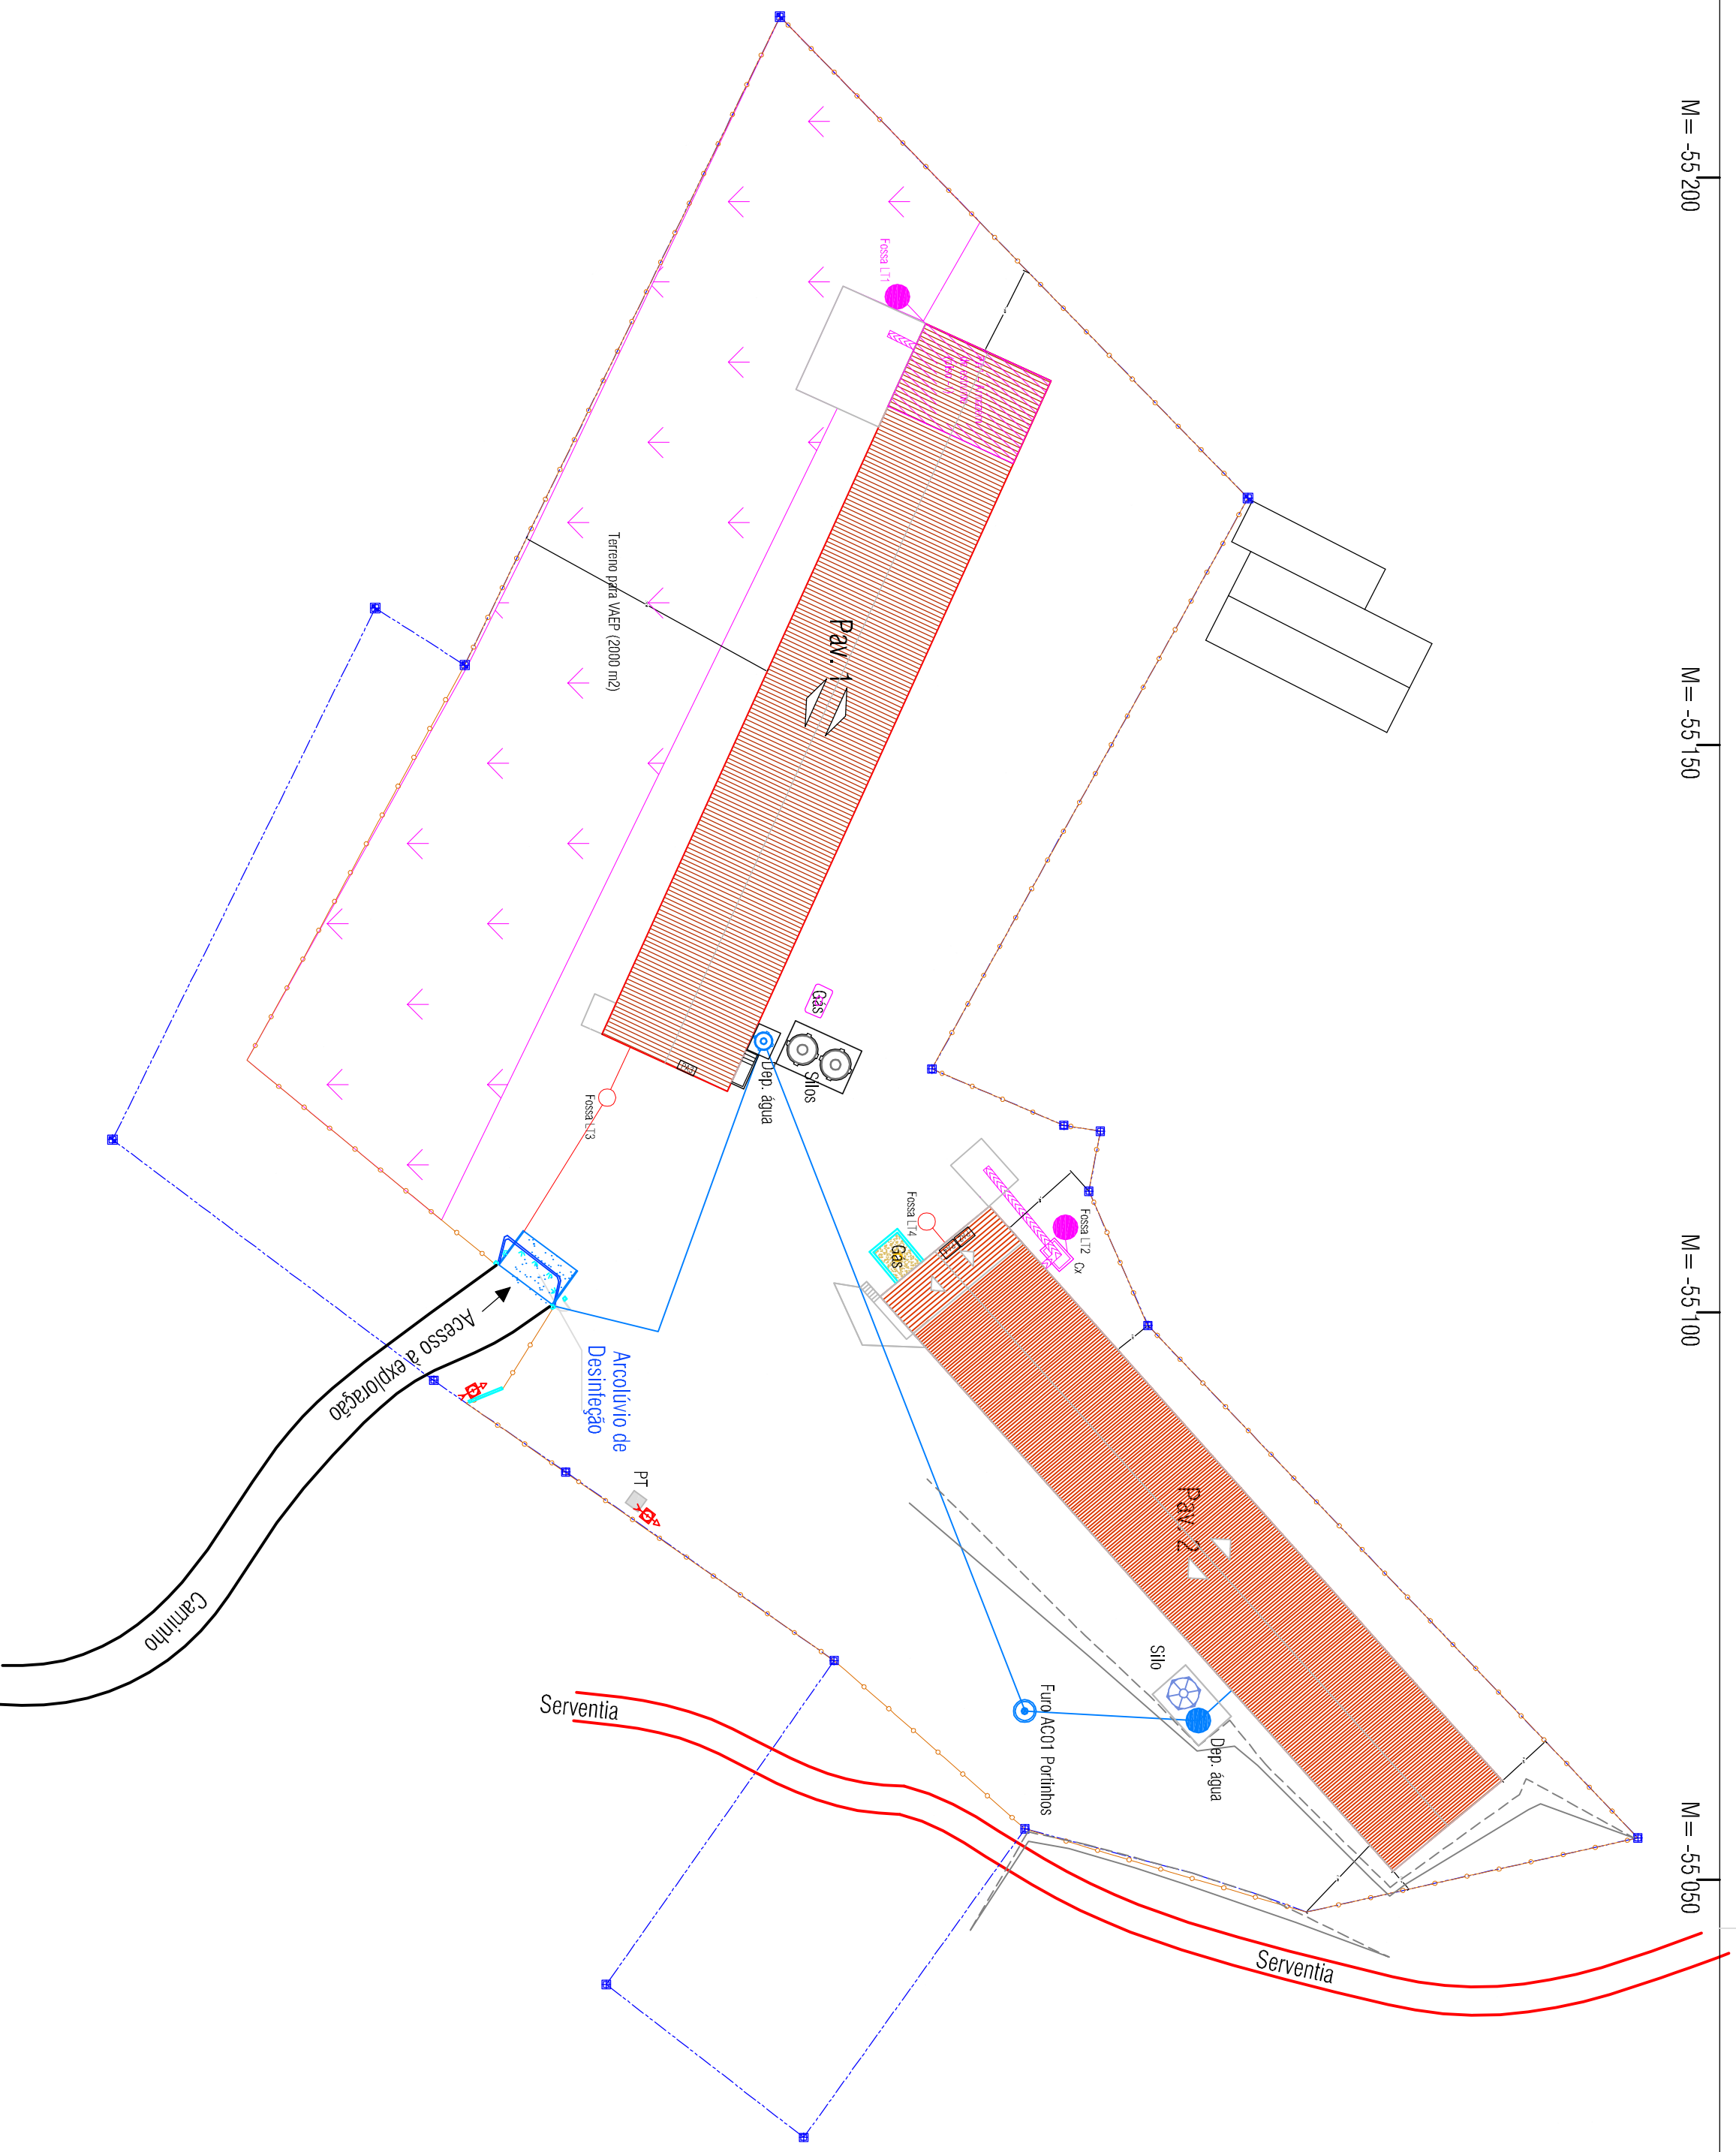 M= -55 200
M= -55 150
M= -55 100
M= -55 050
Fossa LT1
Terreno para VAEP (2000 m2)
Pav. 1
Gás
Silos
Dep. água
Fossa LT3
Fossa LT4
Gás
Fossa LT2
Cx
Acesso à exploração
Arcolúvio de
Desinfeção
PT
Caminho
Pav. 2
Silo
Dep. água
Furo AC01 Portinhos
Serventia
Serventia